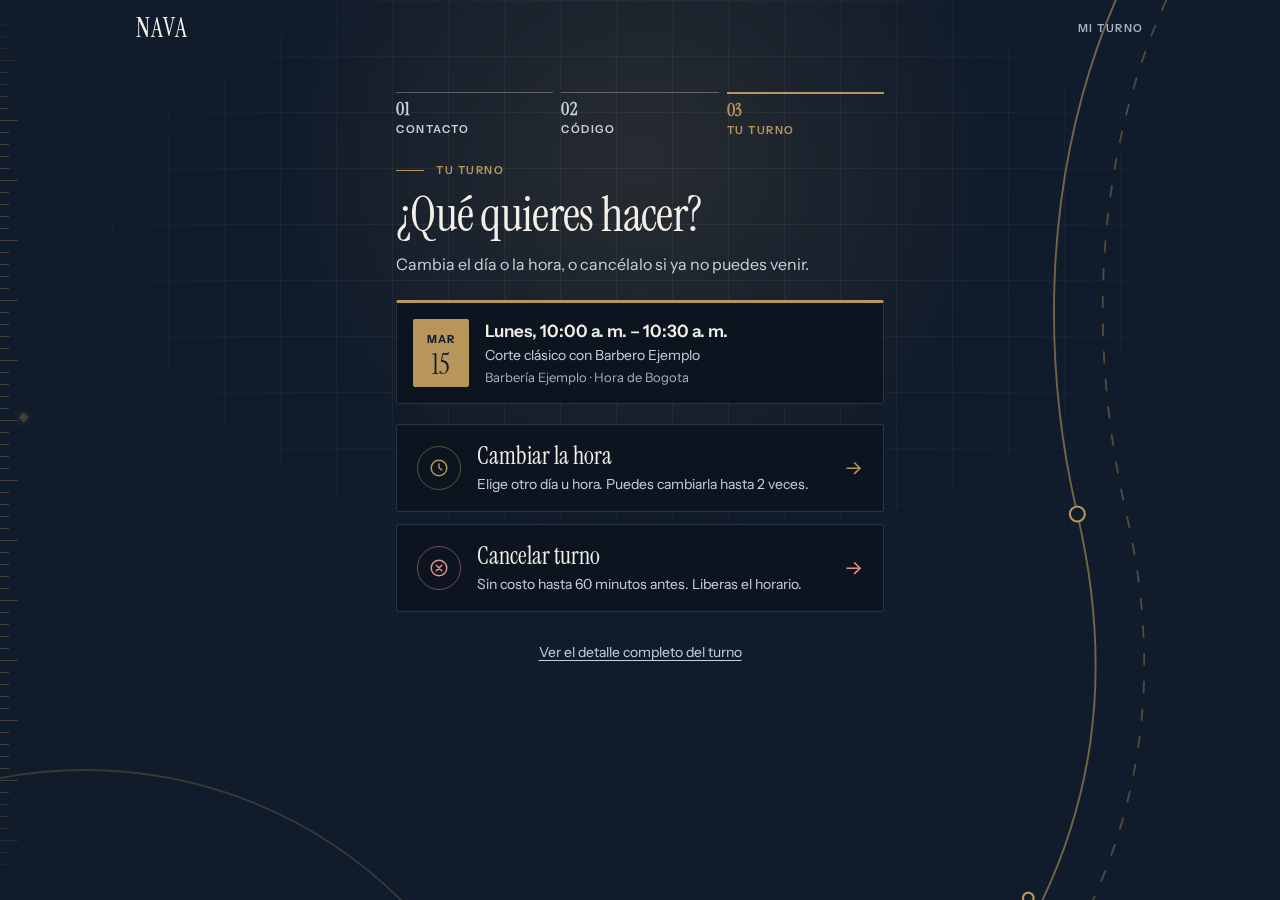 NAVA
MI TURNO
01
CONTACTO
02
CÓDIGO
03
TU TURNO
TU TURNO
¿Qué quieres hacer?
Cambia el día o la hora, o cancélalo si ya no puedes venir.
MAR
15
Lunes, 10:00 a. m. – 10:30 a. m.
Corte clásico con Barbero Ejemplo
Barbería Ejemplo · Hora de Bogota
Cambiar la hora
Elige otro día u hora. Puedes cambiarla hasta 2 veces.
Cancelar turno
Sin costo hasta 60 minutos antes. Liberas el horario.
Ver el detalle completo del turno